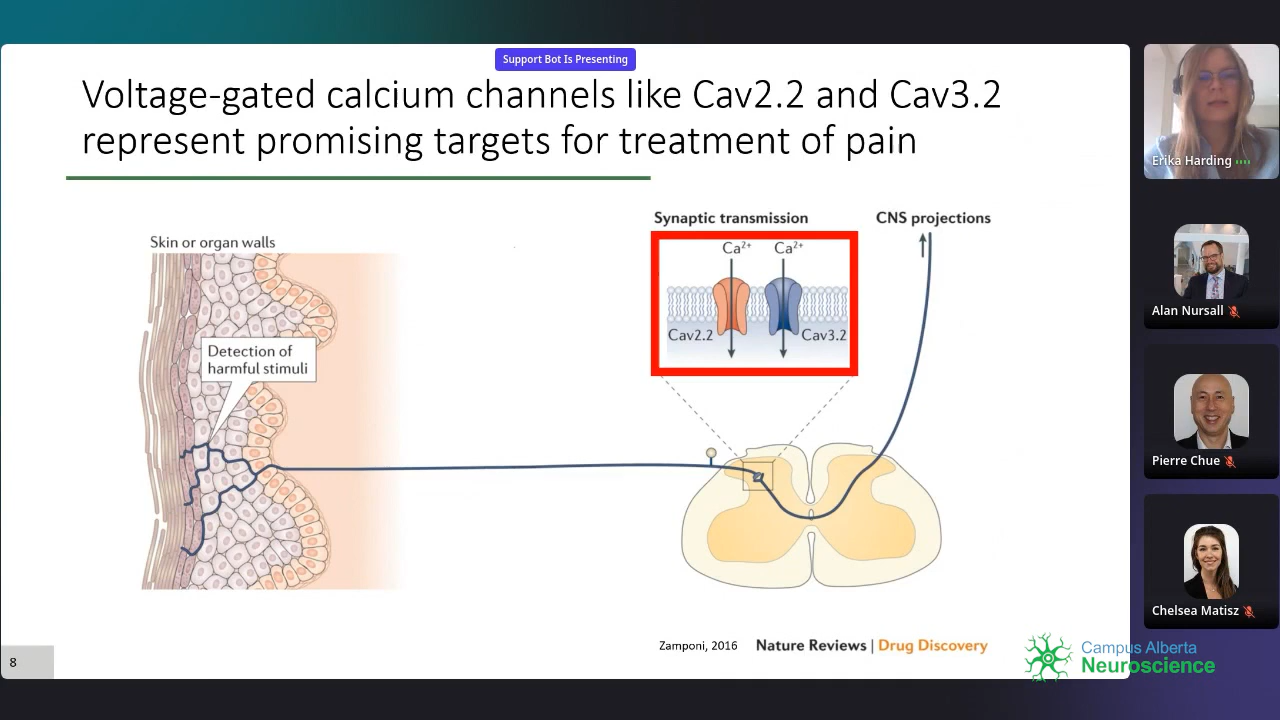 Support Bot Is Presenting
Voltage-gated calcium channels like Cav2.2 and Cav3.2
represent promising targets for treatment of pain
Skin or organ walls
Detection of
harmful stimuli
Synaptic transmission
CNS projections
Ca²⁺
Ca²⁺
Cav2.2
Cav3.2
Zamponi, 2016
Nature Reviews | Drug Discovery
8
Campus Alberta
Neuroscience
Erika Harding
Alan Nursall
Pierre Chue
Chelsea Matisz